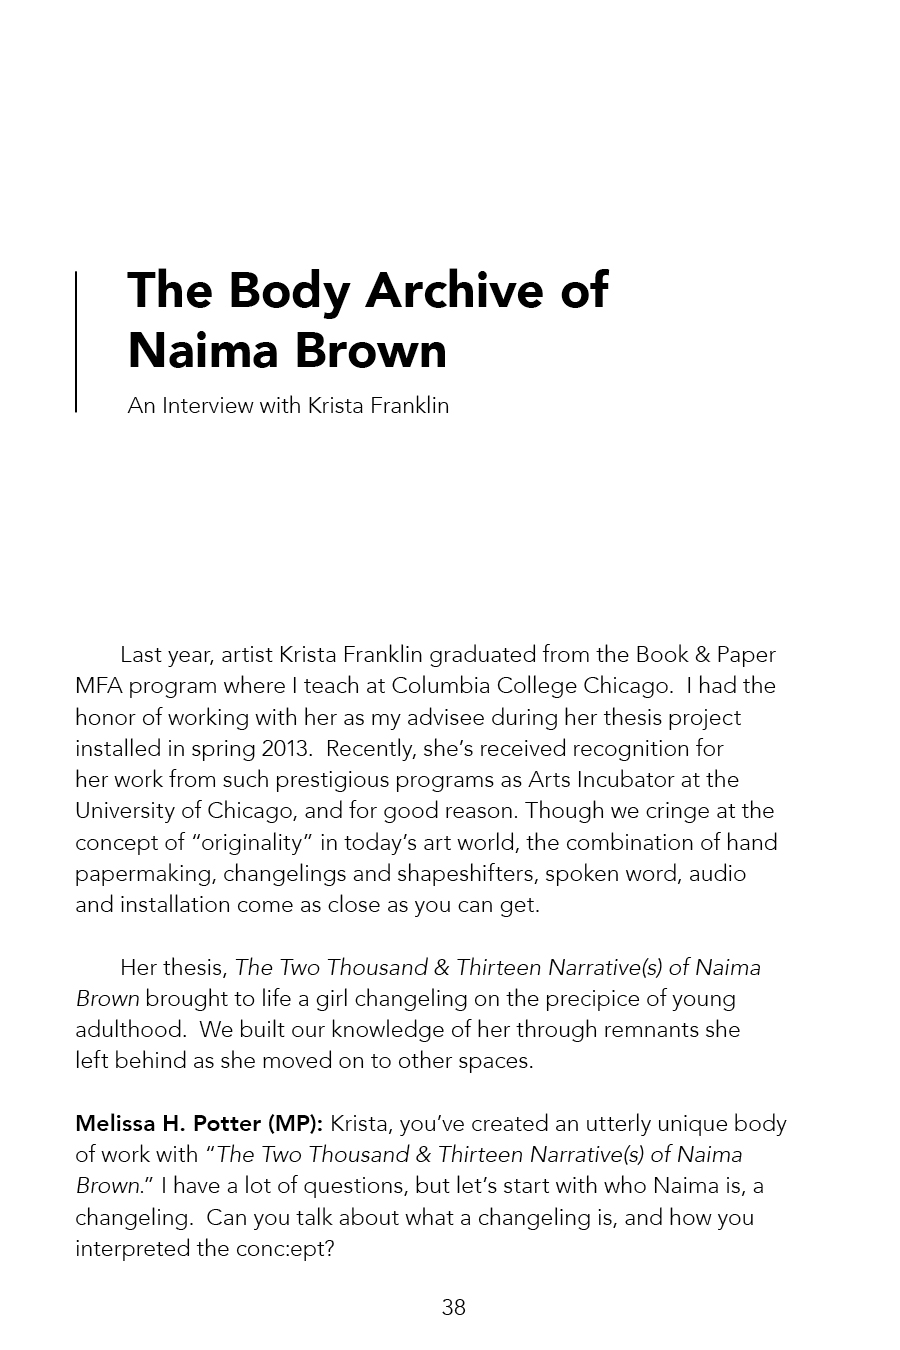 The Body Archive of
Naima Brown
An Interview with Krista Franklin
Last year, artist Krista Franklin graduated from the Book & Paper
MFA program where I teach at Columbia College Chicago.  I had the
honor of working with her as my advisee during her thesis project
installed in spring 2013.  Recently, she’s received recognition for
her work from such prestigious programs as Arts Incubator at the
University of Chicago, and for good reason. Though we cringe at the
concept of “originality” in today’s art world, the combination of hand
papermaking, changelings and shapeshifters, spoken word, audio
and installation come as close as you can get.
Her thesis, The Two Thousand & Thirteen Narrative(s) of Naima
Brown brought to life a girl changeling on the precipice of young
adulthood.  We built our knowledge of her through remnants she
left behind as she moved on to other spaces.
Melissa H. Potter (MP): Krista, you’ve created an utterly unique body
of work with “The Two Thousand & Thirteen Narrative(s) of Naima
Brown.” I have a lot of questions, but let’s start with who Naima is, a
changeling.  Can you talk about what a changeling is, and how you
interpreted the conc:ept?
38